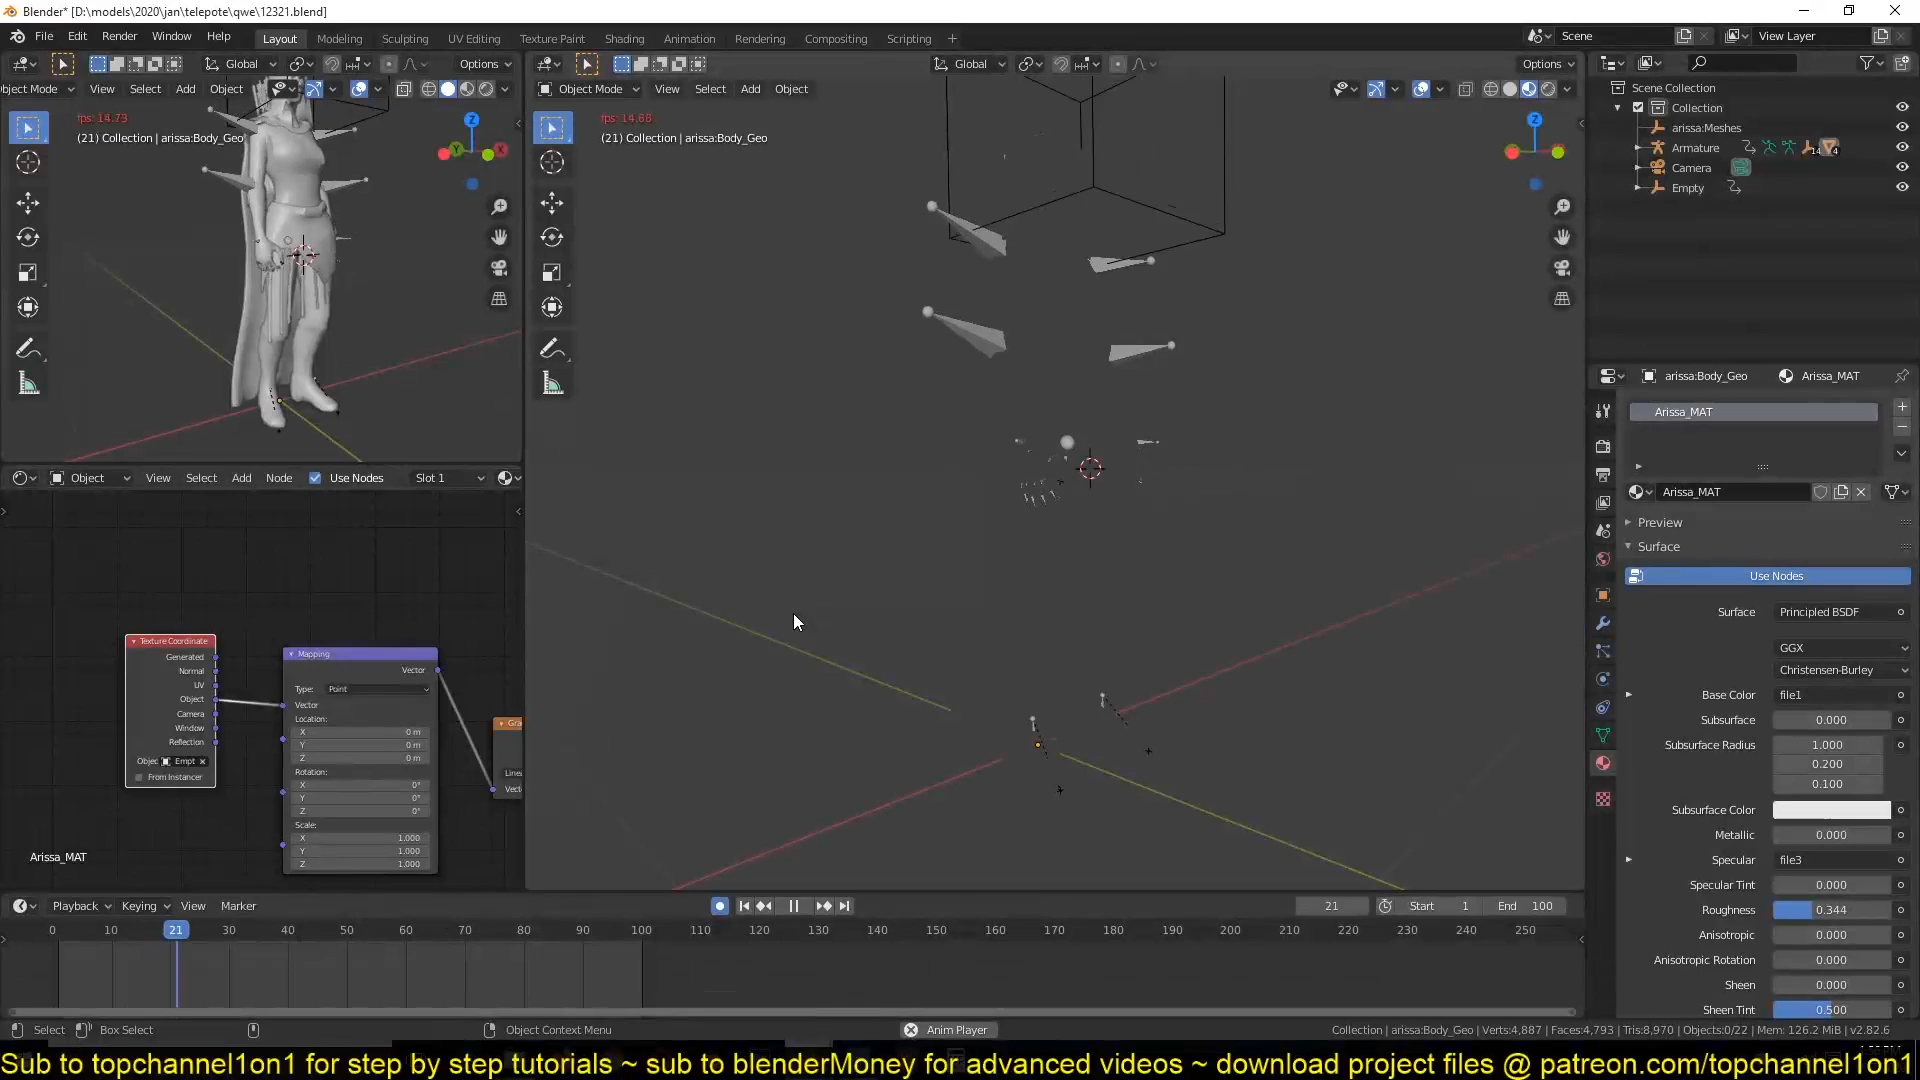 Blender* [D:\models\2020\jan\telepote\qwe\12321.blend]
File Edit Render Window Help Layout Modeling Sculpting UV Editing Texture Paint Shading Animation Rendering Compositing Scripting Scene View Layer
Global Options
Global Options
bject Mode View Select Add Object
Object Mode View Select Add Object
fps: 14.73
(21) Collection | arissa:Body_Geo
Z
Y
X
fps: 14.68
(21) Collection | arissa:Body_Geo
Z
Scene Collection
Collection
arissa:Meshes
Armature 14 4
Camera
Empty
Object View Select Add Node Use Nodes Slot 1
Texture Coordinate
Generated
Normal
UV
Object
Camera
Window
Reflection
Objec Empt
From Instancer
Mapping
Vector
Type: Point
Vector
Location:
X 0 m
Y 0 m
Z 0 m
Rotation:
X 0°
Y 0°
Z 0°
Scale:
X 1.000
Y 1.000
Z 1.000
Gra
Linea
Vecto
Arissa_MAT
arissa:Body_Geo Arissa_MAT
Arissa_MAT
Arissa_MAT
Preview
Surface
Use Nodes
Surface Principled BSDF
GGX
Christensen-Burley
Base Color file1
Subsurface 0.000
Subsurface Radius 1.000
0.200
0.100
Subsurface Color
Metallic 0.000
Specular file3
Specular Tint 0.000
Roughness 0.344
Anisotropic 0.000
Anisotropic Rotation 0.000
Sheen 0.000
Sheen Tint 0.500
Playback Keying View Marker 21 Start 1 End 100
0 10 21 30 40 50 60 70 80 90 100 110 120 130 140 150 160 170 180 190 200 210 220 230 240 250
Select Box Select Object Context Menu Anim Player Collection | arissa:Body_Geo | Verts:4,887 | Faces:4,793 | Tris:8,970 | Objects:0/22 | Mem: 126.2 MiB | v2.82.6
Sub to topchannel1on1 for step by step tutorials ~ sub to blenderMoney for advanced videos ~ download project files @ patreon.com/topchannel1on1